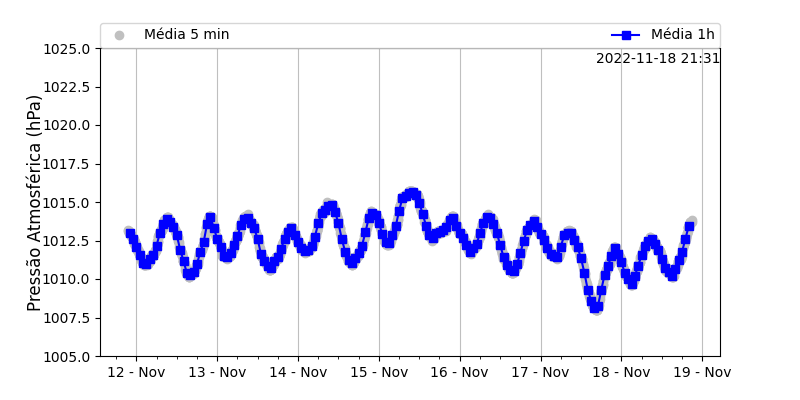 Média 5 min
Média 1h
2022-11-18 21:31
Pressão Atmosférica (hPa)
1025.0
1022.5
1020.0
1017.5
1015.0
1012.5
1010.0
1007.5
1005.0
12 - Nov
13 - Nov
14 - Nov
15 - Nov
16 - Nov
17 - Nov
18 - Nov
19 - Nov